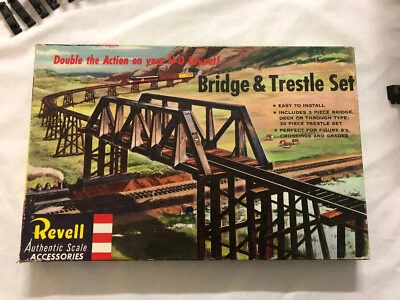 Double the Action on your H-O Layout!
Bridge & Trestle Set
★ EASY TO INSTALL
★ INCLUDES 3 PIECE BRIDGE,
DECK OR THROUGH TYPE;
30 PIECE TRESTLE SET
★ PERFECT FOR FIGURE 8's,
CROSSINGS AND GRADES
Revell
Authentic Scale
ACCESSORIES